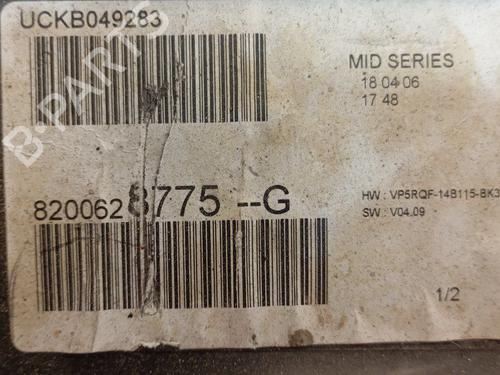 UCKB049283
MID SERIES
18 04 06
17 48
B-PARTS
8200628775 --G
HW : VP5RQF-14B115-BK3
SW : V04.09
1/2